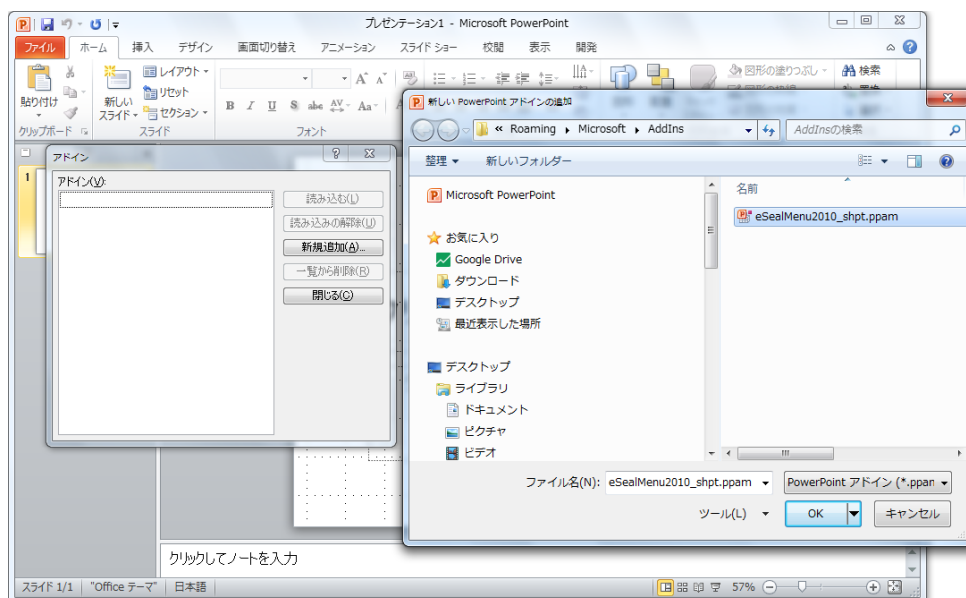 プレゼンテーション1 - Microsoft PowerPoint
ファイル ホーム 挿入 デザイン 画面切り替え アニメーション スライド ショー 校閲 表示 開発
貼り付け
新しい
スライド
レイアウト
リセット
セクション
B I U S abc AV Aa
A A
図形の塗りつぶし
検索
クリップボード スライド フォント
アドイン
アドイン(V):
読み込む(L)
読み込みの解除(U)
新規追加(A)...
一覧から削除(R)
閉じる(C)
1
新しい PowerPoint アドインの追加
« Roaming ▸ Microsoft ▸ AddIns
AddInsの検索
整理 新しいフォルダー
Microsoft PowerPoint
お気に入り
Google Drive
ダウンロード
デスクトップ
最近表示した場所
デスクトップ
ライブラリ
ドキュメント
ピクチャ
ビデオ
名前
eSealMenu2010_shpt.ppam
ファイル名(N): eSealMenu2010_shpt.ppam
PowerPoint アドイン (*.ppan
ツール(L)
OK
キャンセル
クリックしてノートを入力
スライド 1/1 "Office テーマ" 日本語
57%